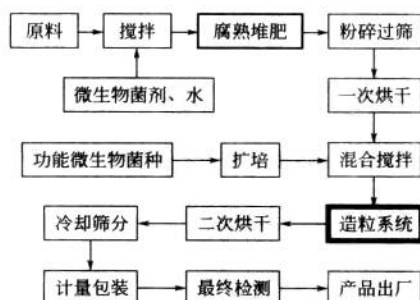 原料 搅拌 腐熟堆肥 粉碎过筛
微生物菌剂、水 一次烘干
功能微生物菌种 扩培 混合搅拌
冷却筛分 二次烘干 造粒系统
计量包装 最终检测 产品出厂